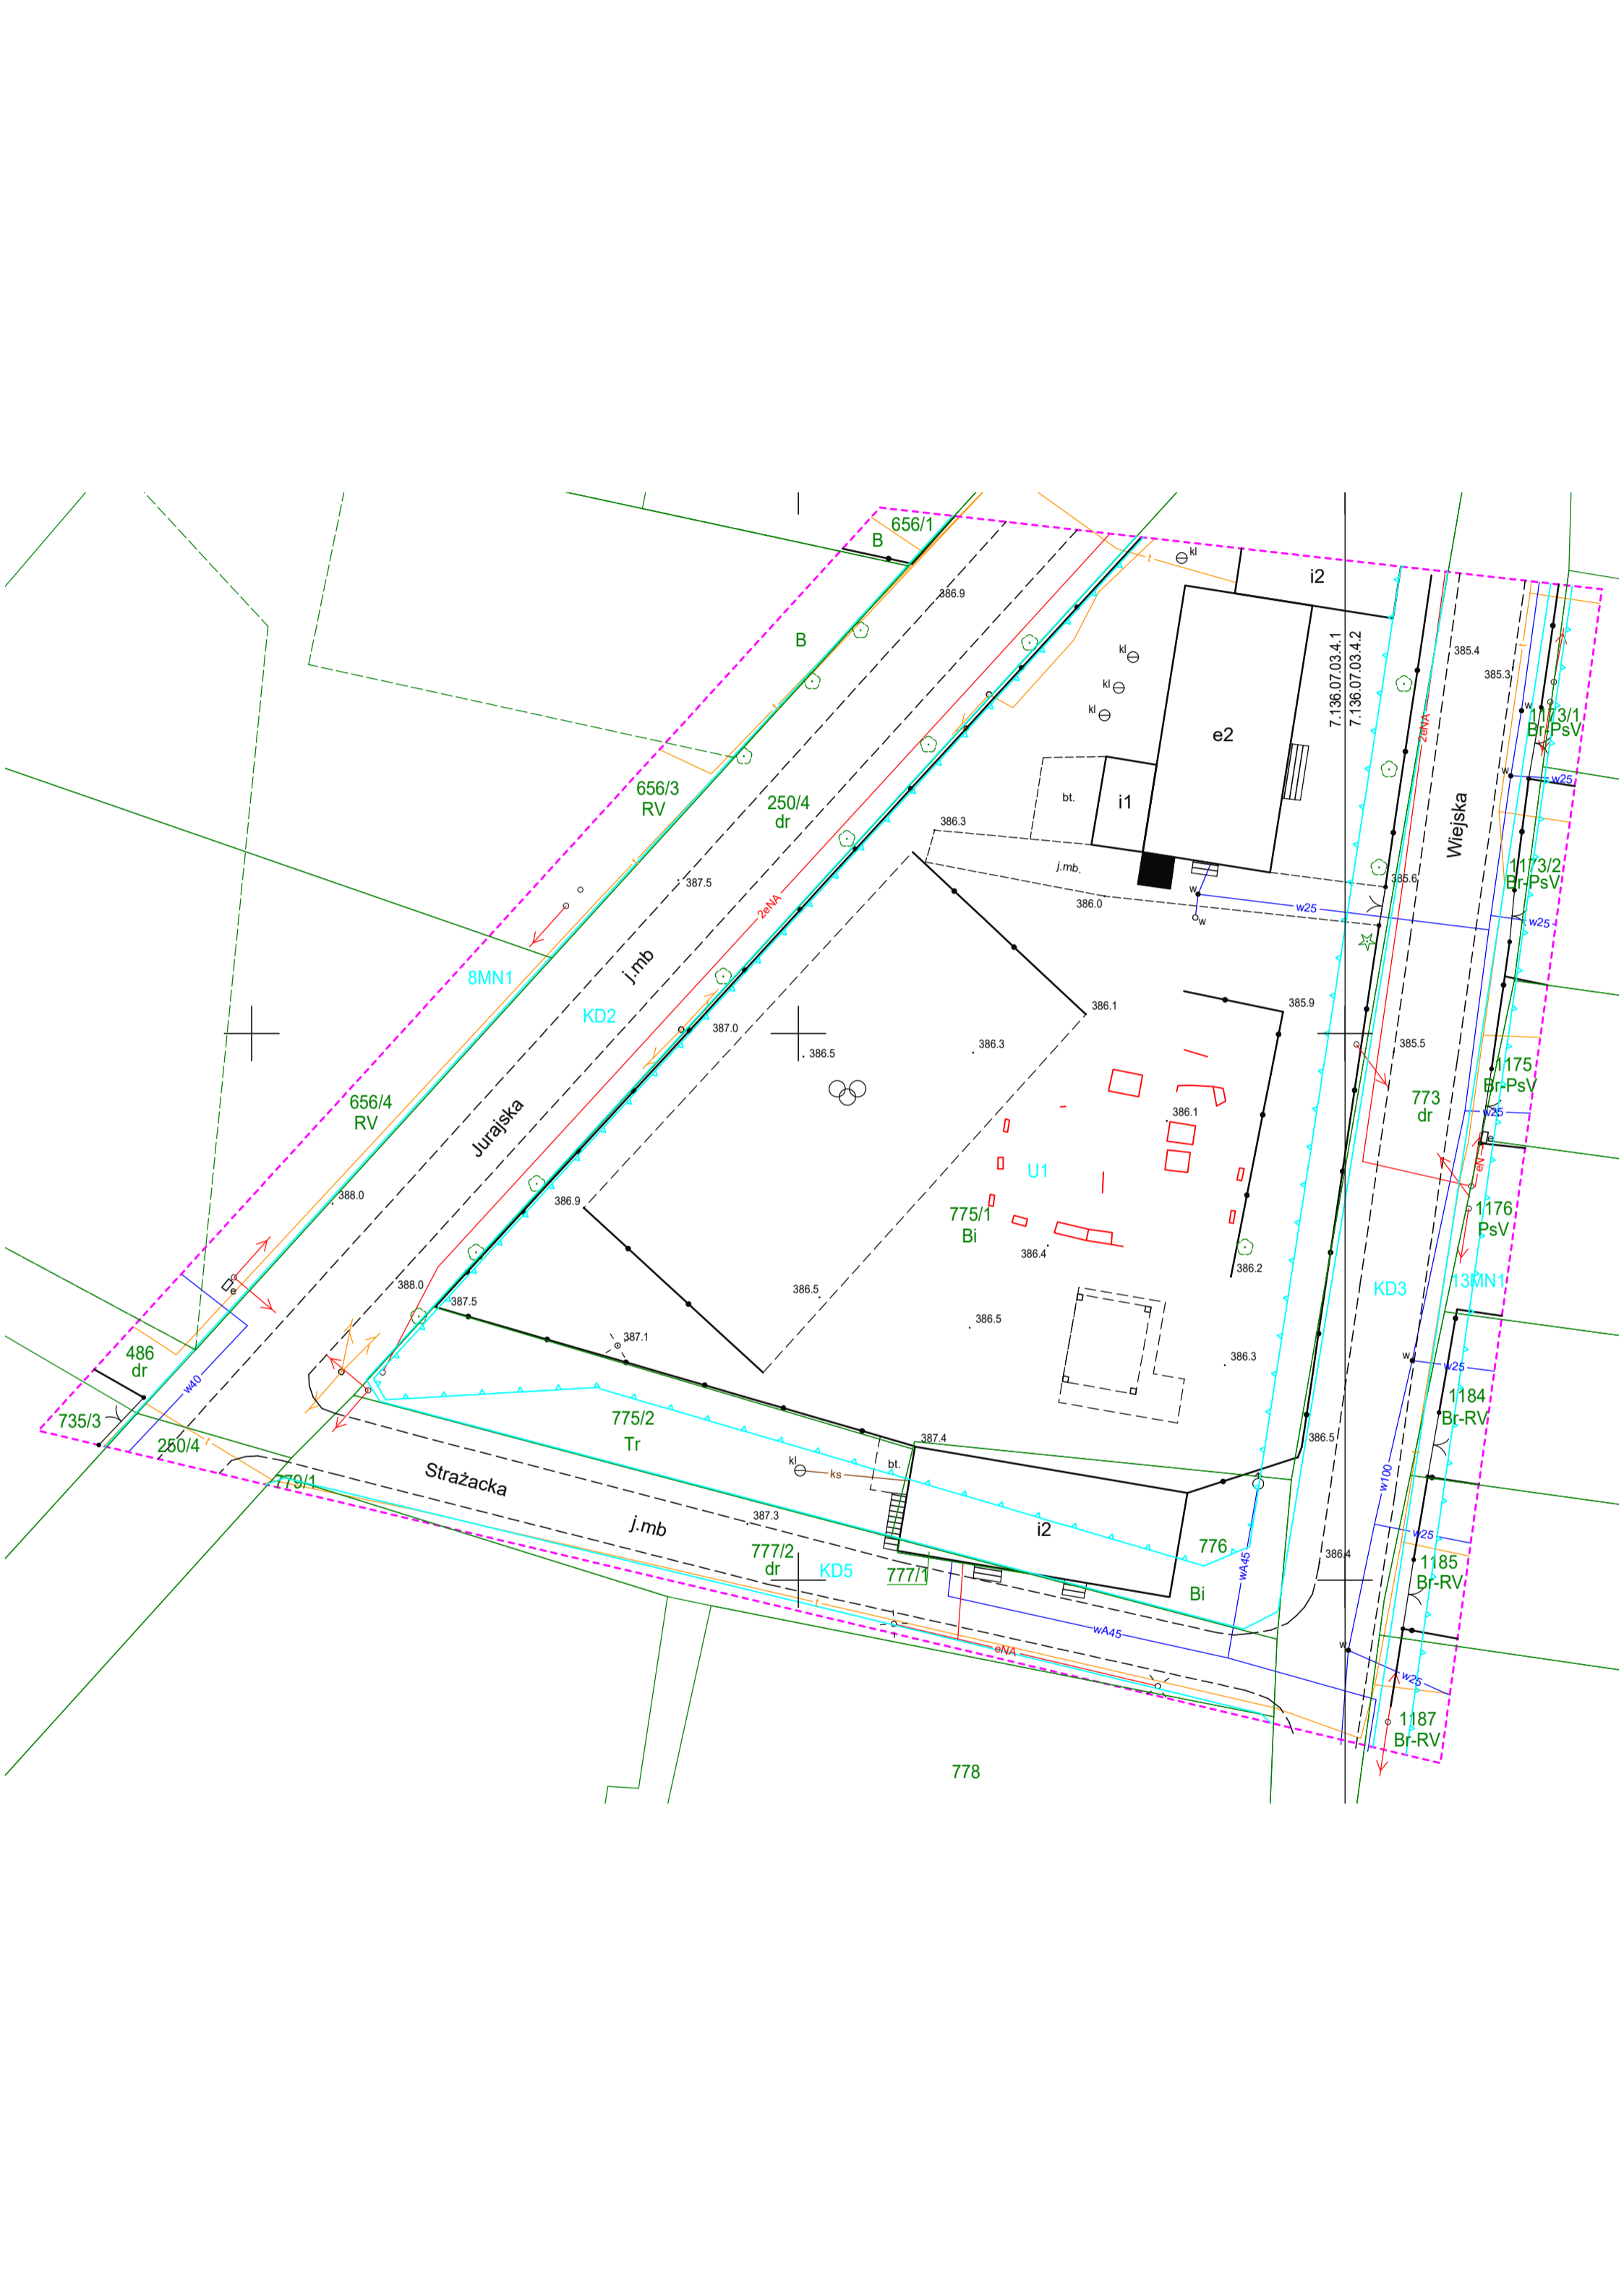 656/1
B
kl
t
i2
386.9
B
kl
385.4
385.3
7.136.07.03.4.1
7.136.07.03.4.2
kl
kl
w
1173/1
Br-PsV
t
t
2eNA
e2
w
w25
656/3
RV
250/4
dr
bt.
i1
386.3
Wiejska
t
j.mb.
1173/2
Br-PsV
387.5
385.6
w
386.0
w25
w
w25
2eNA
j.mb
8MN1
KD2
386.1
385.9
387.0
386.5
386.3
385.5
1175
Br-PsV
656/4
RV
Jurajska
386.1
773
dr
w25
e
eN
U1
388.0
386.9
775/1
Bi
1176
PsV
386.4
386.2
e
388.0
387.5
386.5
KD3
13MN1
386.5
387.1
486
dr
w40
386.3
w
w25
735/3
250/4
t
775/2
Tr
387.4
386.5
1184
Br-RV
779/1
Strażacka
kl
ks
bt.
w100
j.mb
387.3
i2
776
w25
777/2
dr
KD5
777/1
wA45
386.4
1185
Br-RV
Bi
t
wA45
eNA
w
w25
1187
Br-RV
778